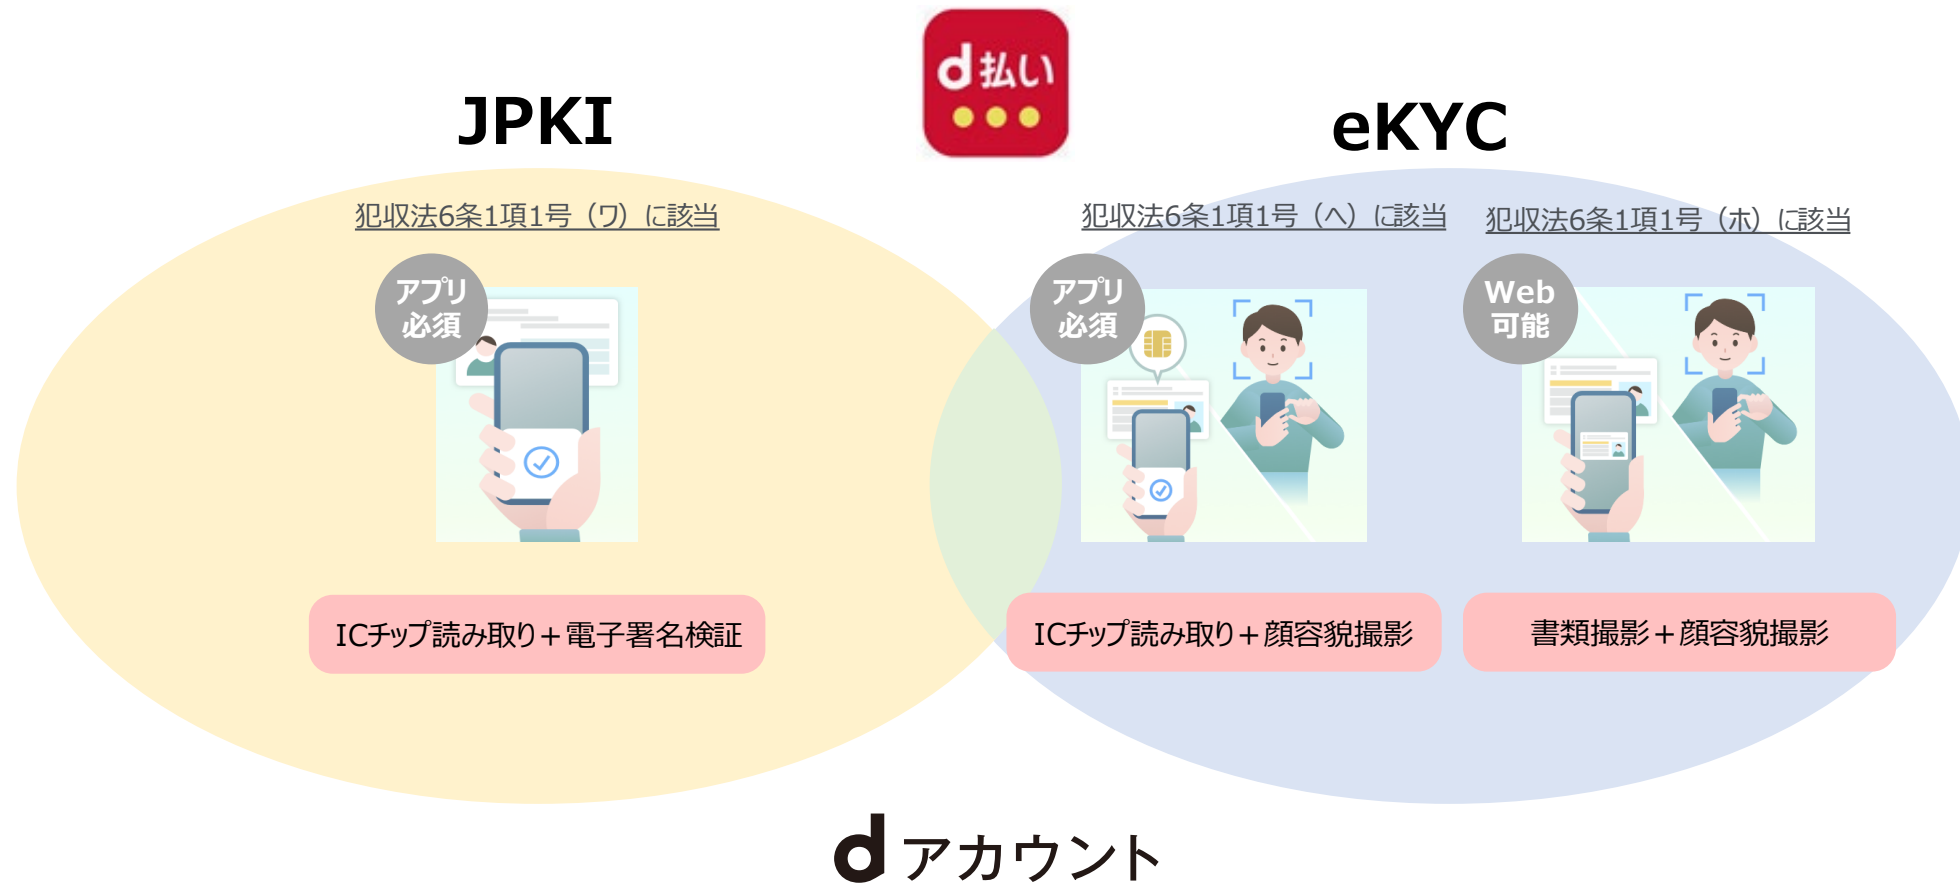 d払い
JPKI
eKYC
犯収法6条1項1号（ワ）に該当
犯収法6条1項1号（ヘ）に該当
犯収法6条1項1号（ホ）に該当
アプリ
必須
アプリ
必須
Web
可能
ICチップ読み取り＋電子署名検証
ICチップ読み取り＋顔容貌撮影
書類撮影＋顔容貌撮影
dアカウント